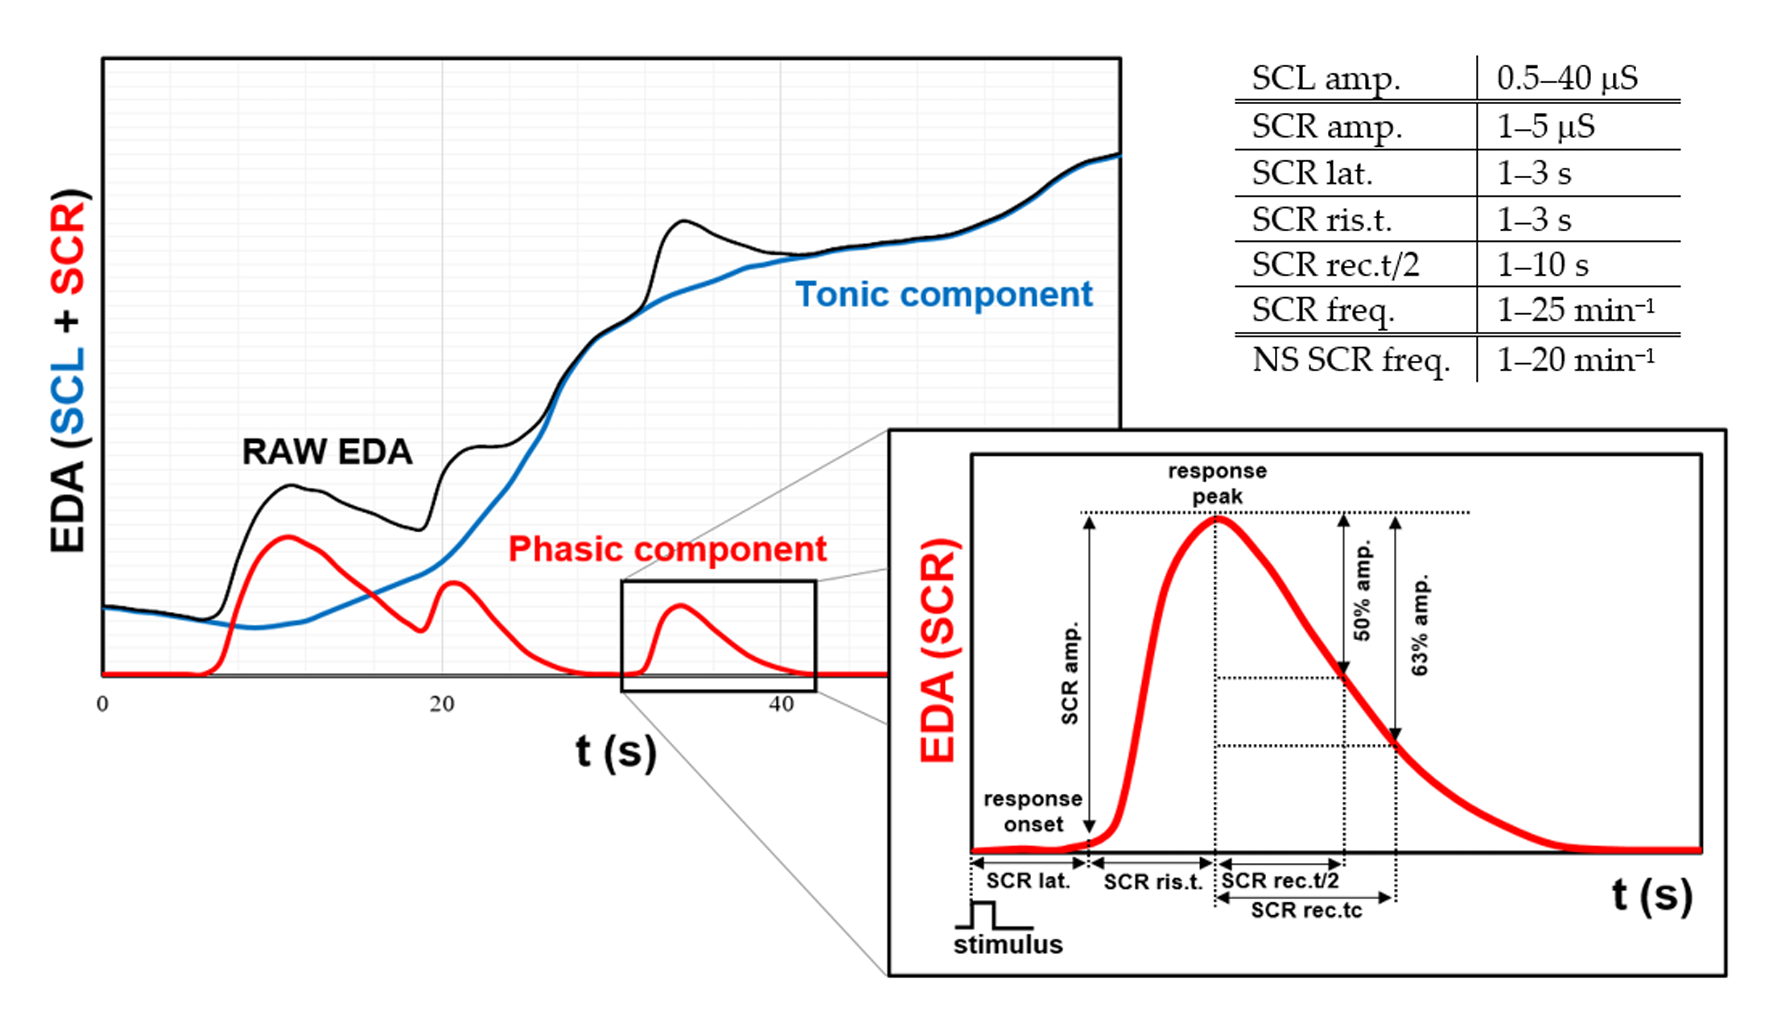 EDA (SCL + SCR)
RAW EDA
Tonic component
Phasic component
0
20
40
t (s)
SCL amp. 0.5–40 μS
SCR amp. 1–5 μS
SCR lat. 1–3 s
SCR ris.t. 1–3 s
SCR rec.t/2 1–10 s
SCR freq. 1–25 min⁻¹
NS SCR freq. 1–20 min⁻¹
EDA (SCR)
response
peak
SCR amp.
50% amp.
63% amp.
response
onset
SCR lat.
SCR ris.t.
SCR rec.t/2
SCR rec.tc
t (s)
stimulus